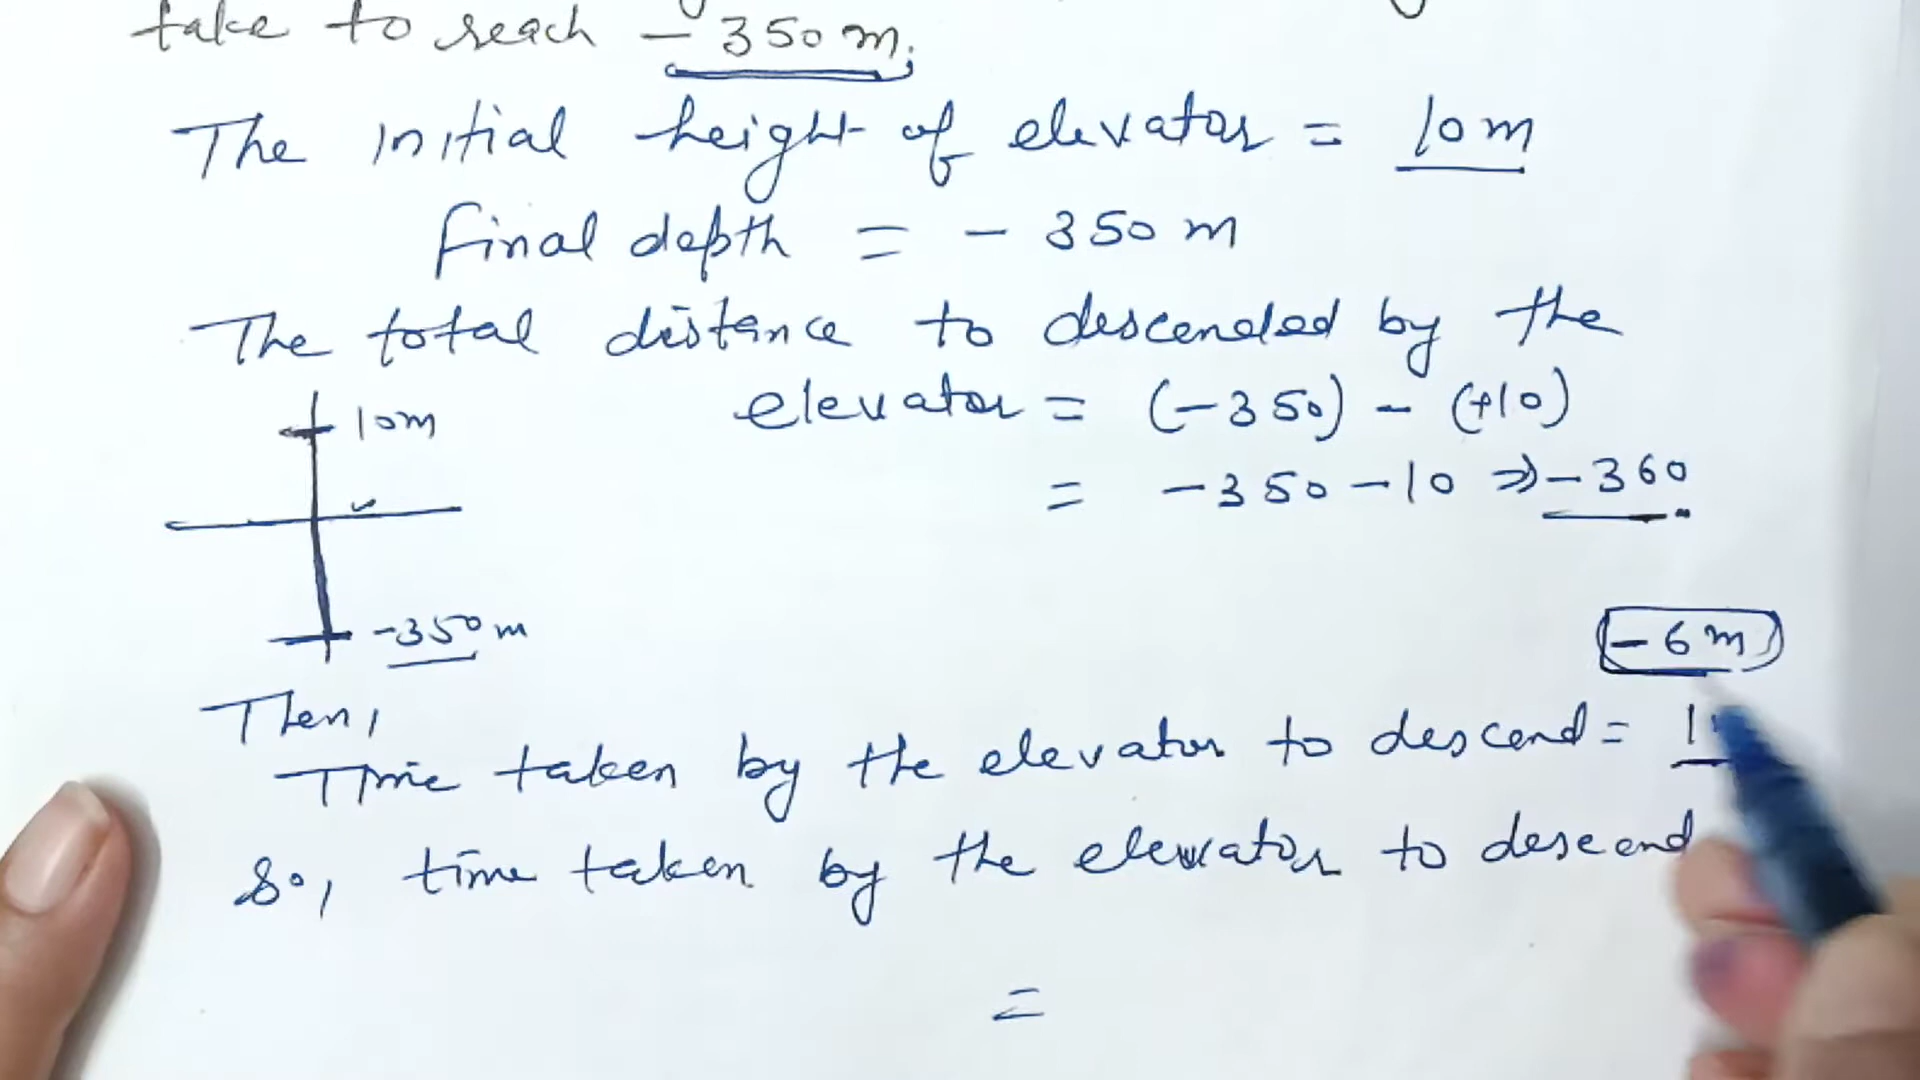 take to reach - 350 m.
The initial height of elevator = 10 m
final depth = - 350 m
The total distance to descended by the
elevator = (-350) - (+10)
= - 350 - 10 ⇒ - 360
10m
-350 m
- 6 m
Then,
Time taken by the elevator to descend =
So, time taken by the elevator to descend
=